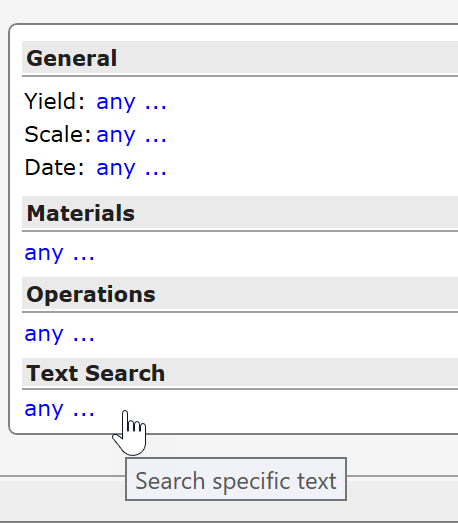 General
Yield: any ...
Scale: any ...
Date: any ...
Materials
any ...
Operations
any ...
Text Search
any ...
Search specific text